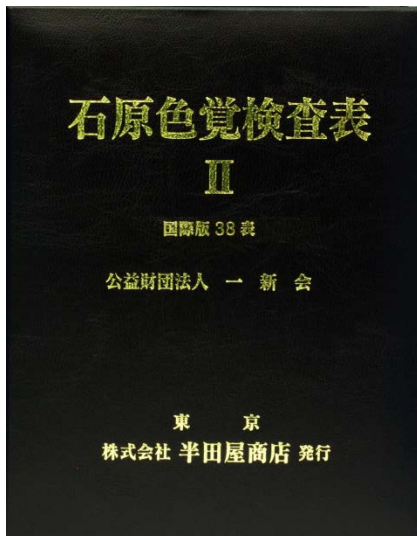 石原色覚検査表
II
国際版 38 表
公益財団法人 一 新 会
東 京
株式会社 半田屋商店 発行